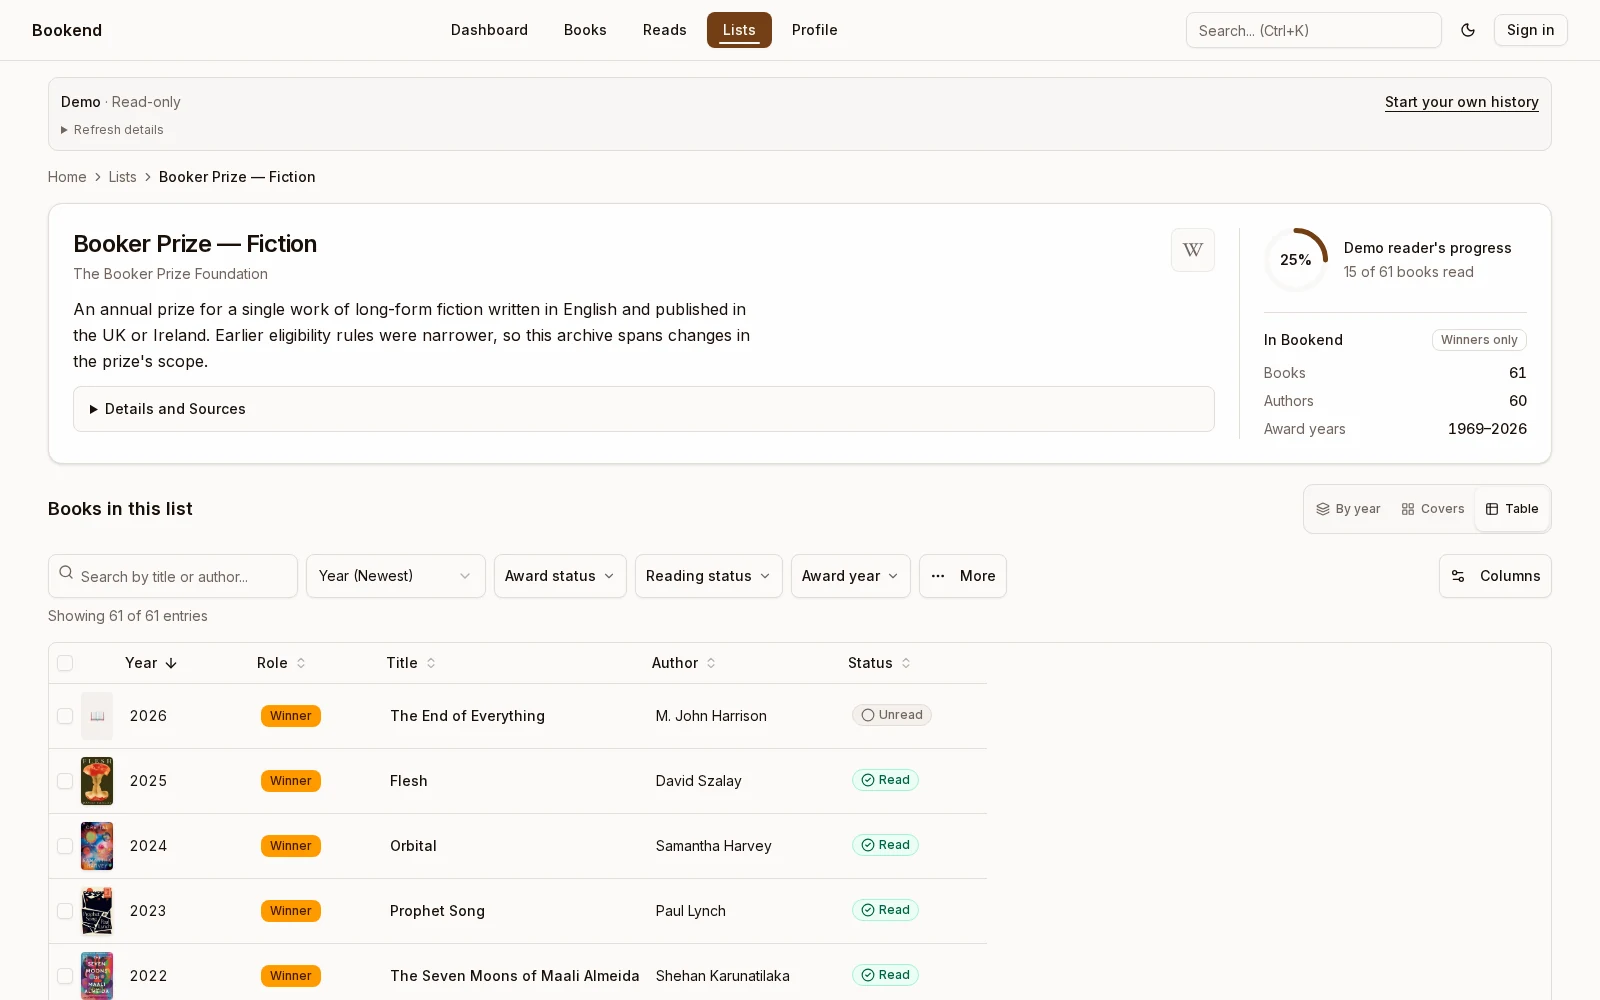 Bookend
Dashboard
Books
Reads
Lists
Profile
Search... (Ctrl+K)
Sign in
Demo · Read-only
Start your own history
Refresh details
Home
Lists
Booker Prize — Fiction
Booker Prize — Fiction
The Booker Prize Foundation
An annual prize for a single work of long-form fiction written in English and published in
the UK or Ireland. Earlier eligibility rules were narrower, so this archive spans changes in
the prize's scope.
Details and Sources
W
25%
Demo reader's progress
15 of 61 books read
In Bookend
Winners only
Books 61
Authors 60
Award years 1969–2026
Books in this list
By year
Covers
Table
Search by title or author...
Year (Newest)
Award status
Reading status
Award year
More
Columns
Showing 61 of 61 entries
Year Role Title Author Status
2026 Winner The End of Everything M. John Harrison Unread
2025 Winner Flesh David Szalay Read
2024 Winner Orbital Samantha Harvey Read
2023 Winner Prophet Song Paul Lynch Read
2022 Winner The Seven Moons of Maali Almeida Shehan Karunatilaka Read